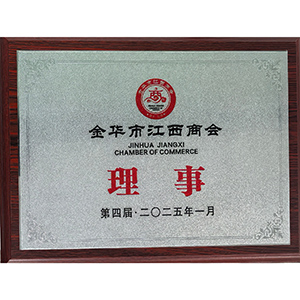 金华市江西商会
JINHUA JIANGXI
CHAMBER OF COMMERCE
理事
第四届·二〇二五年一月